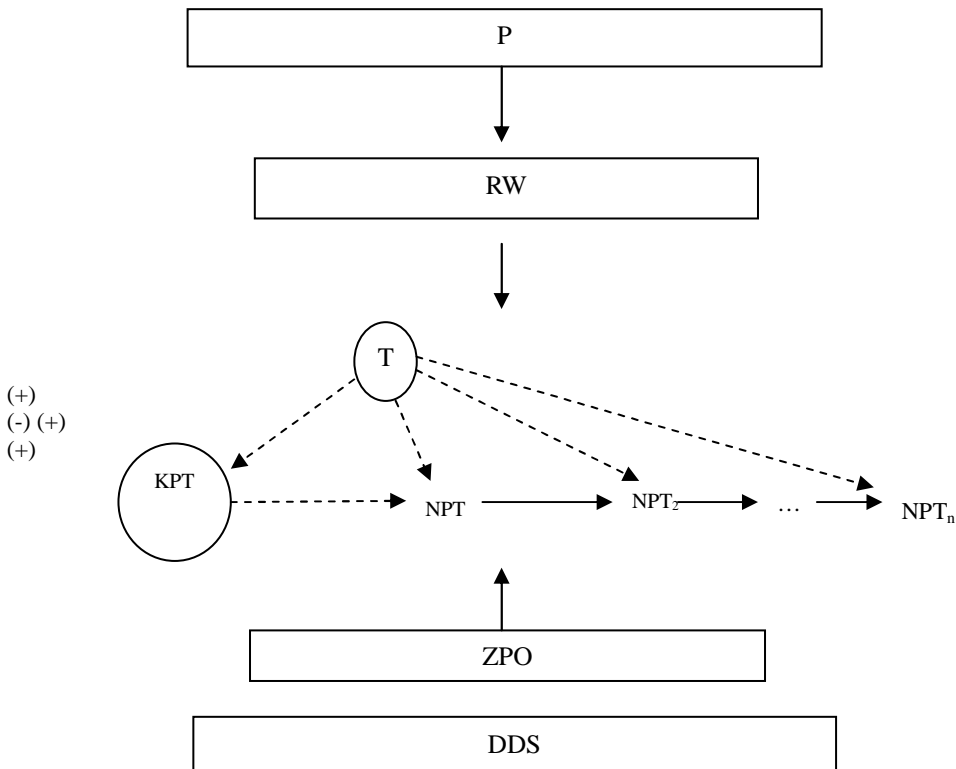 P
RW
T
(+)
(-) (+)
(+)
KPT
NPT
NPT₂
…
NPTₙ
ZPO
DDS